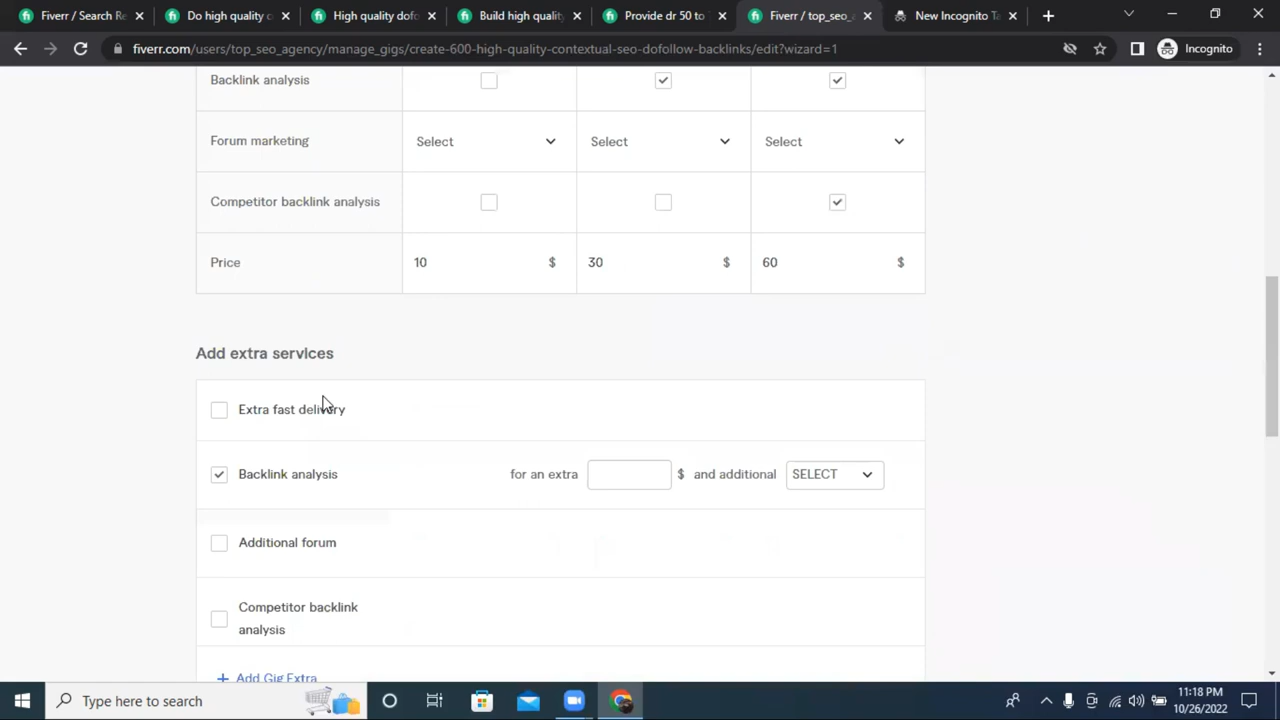 Fiverr / Search Re
Do high quality c
High quality dofo
Build high quality
Provide dr 50 to
Fiverr / top_seo_
New Incognito Ta
fiverr.com/users/top_seo_agency/manage_gigs/create-600-high-quality-contextual-seo-dofollow-backlinks/edit?wizard=1
Incognito
Backlink analysis
Forum marketing Select Select Select
Competitor backlink analysis
Price 10 $ 30 $ 60 $
Add extra services
Extra fast delivery
Backlink analysis for an extra $ and additional SELECT
Additional forum
Competitor backlink
analysis
+ Add Gig Extra
Type here to search
11:18 PM
10/26/2022